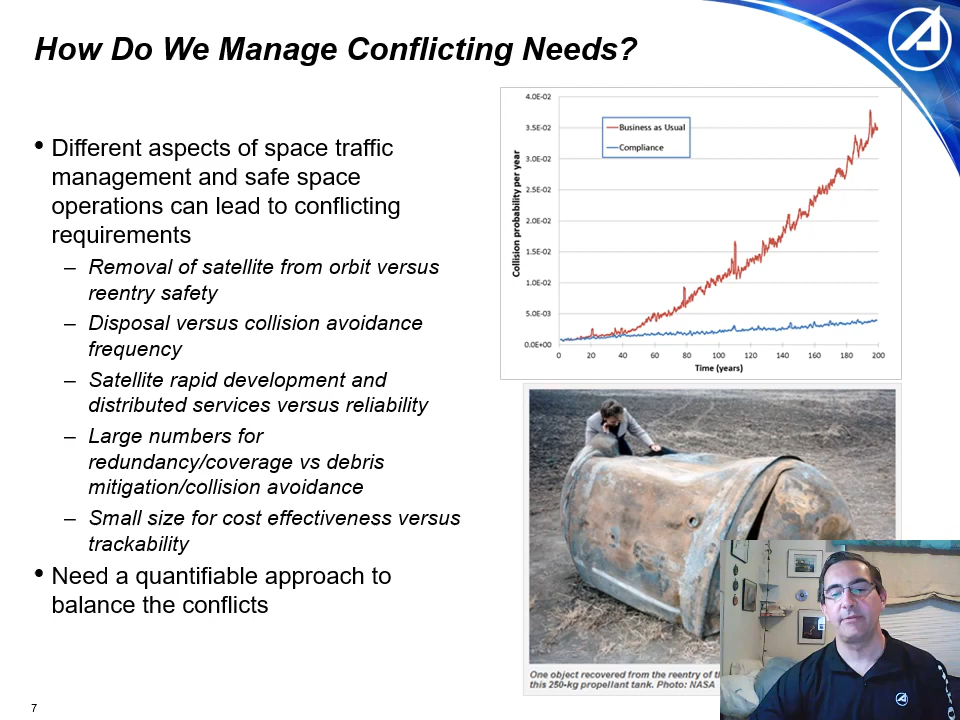 How Do We Manage Conflicting Needs?
• Different aspects of space traffic
management and safe space
operations can lead to conflicting
requirements
– Removal of satellite from orbit versus
reentry safety
– Disposal versus collision avoidance
frequency
– Satellite rapid development and
distributed services versus reliability
– Large numbers for
redundancy/coverage vs debris
mitigation/collision avoidance
– Small size for cost effectiveness versus
trackability
• Need a quantifiable approach to
balance the conflicts
7
Collision probability per year
4.0E-02
3.5E-02
3.0E-02
2.5E-02
2.0E-02
1.5E-02
1.0E-02
5.0E-03
0.0E+00
Business as Usual
Compliance
0 20 40 60 80 100 120 140 160 180 200
Time (years)
One object recovered from the reentry of
this 250-kg propellant tank. Photo: NASA